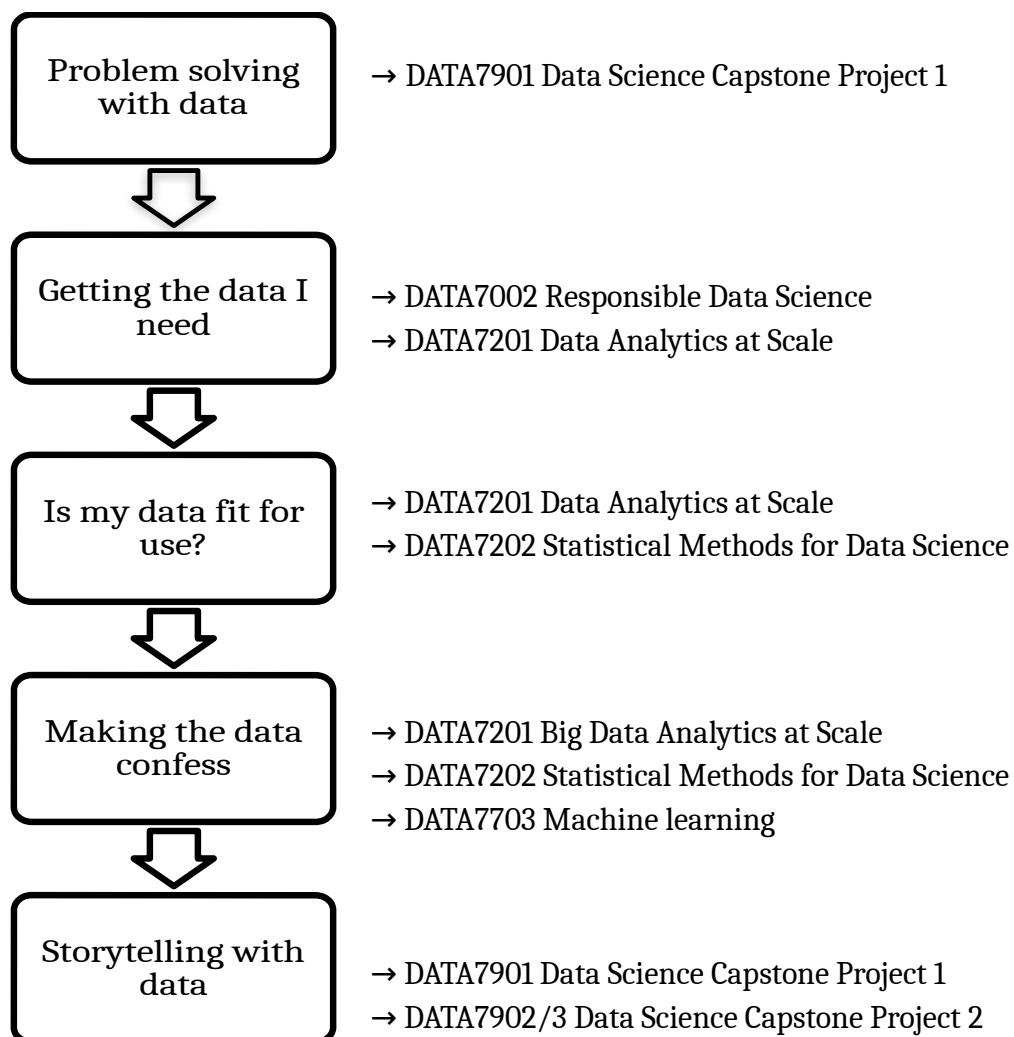 Problem solving
with data
→ DATA7901 Data Science Capstone Project 1
Getting the data I
need
→ DATA7002 Responsible Data Science
→ DATA7201 Data Analytics at Scale
Is my data fit for
use?
→ DATA7201 Data Analytics at Scale
→ DATA7202 Statistical Methods for Data Science
Making the data
confess
→ DATA7201 Big Data Analytics at Scale
→ DATA7202 Statistical Methods for Data Science
→ DATA7703 Machine learning
Storytelling with
data
→ DATA7901 Data Science Capstone Project 1
→ DATA7902/3 Data Science Capstone Project 2